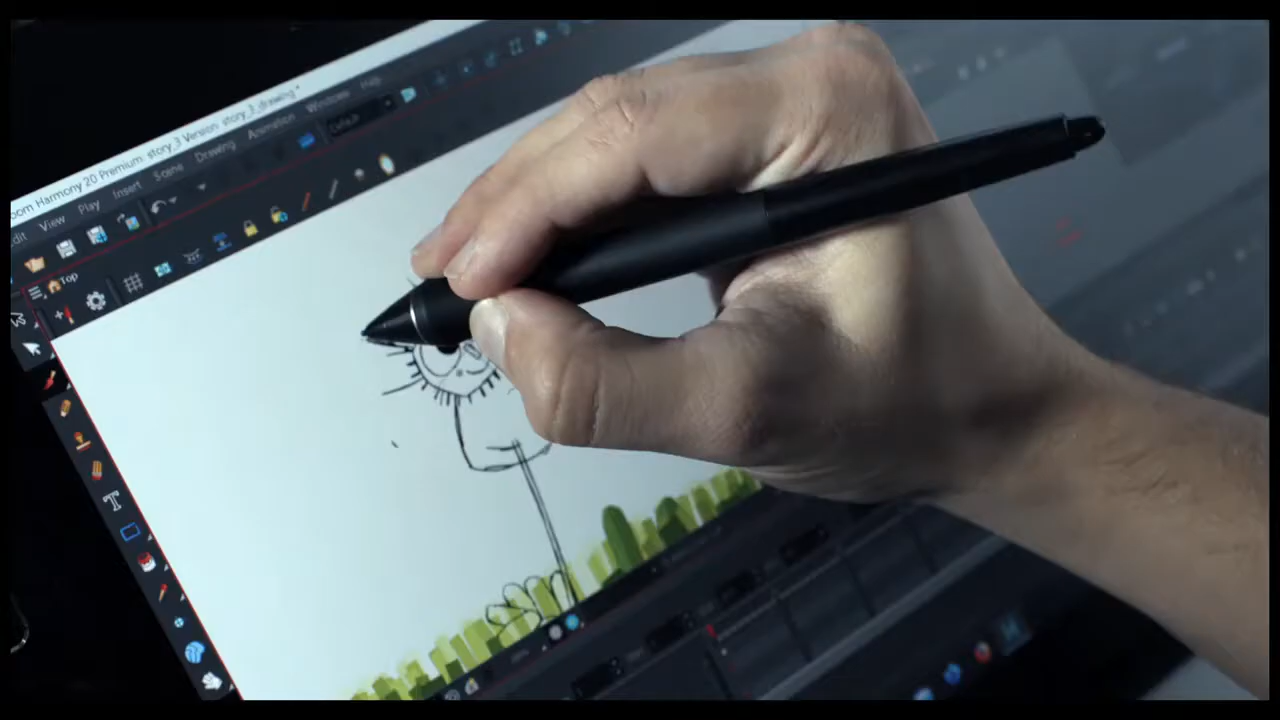 oom Harmony 20 Premium: story_3 Version story_3_drawing*
dit View Play Insert Scene Drawing Animation Windows Help
Top
T